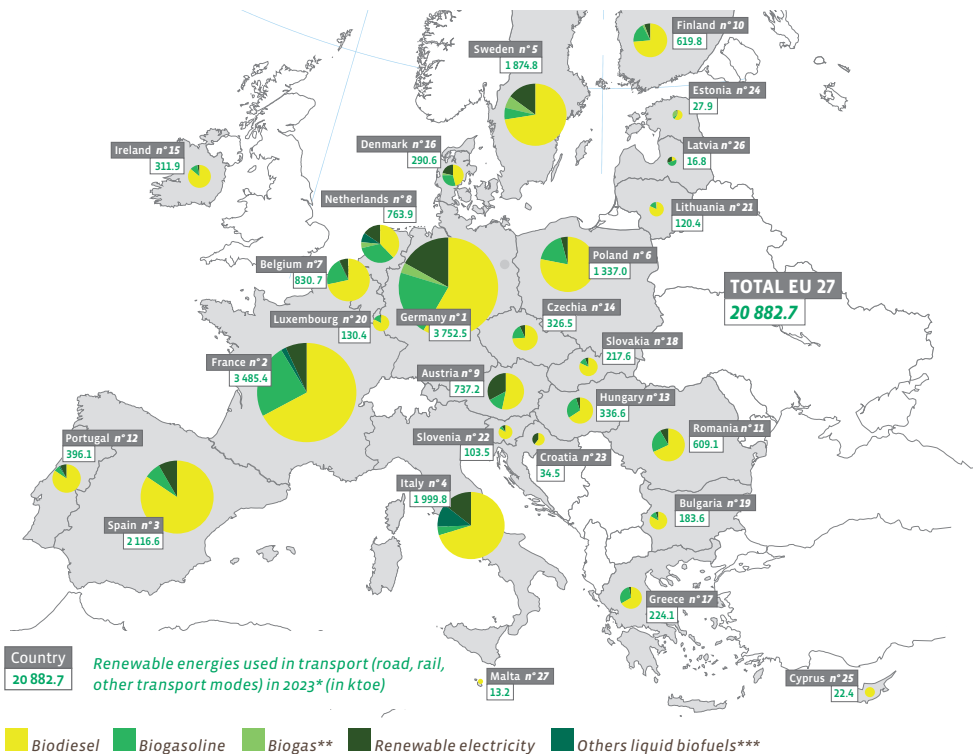 Finland n°10
619.8
Sweden n°5
1 874.8
Estonia n°24
27.9
Denmark n°16
290.6
Latvia n°26
16.8
Ireland n°15
311.9
Netherlands n°8
763.9
Lithuania n°21
120.4
Belgium n°7
830.7
Poland n°6
1 337.0
TOTAL EU 27
20 882.7
Luxembourg n°20
130.4
Germany n°1
3 752.5
Czechia n°14
326.5
Slovakia n°18
217.6
France n°2
3 485.4
Austria n°9
737.2
Hungary n°13
336.6
Romania n°11
609.1
Portugal n°12
396.1
Slovenia n°22
103.5
Croatia n°23
34.5
Italy n°4
1 999.8
Bulgaria n°19
183.6
Spain n°3
2 116.6
Greece n°17
224.1
Country
20 882.7
Renewable energies used in transport (road, rail,
other transport modes) in 2023* (in ktoe)
Malta n°27
13.2
Cyprus n°25
22.4
Biodiesel Biogasoline Biogas** Renewable electricity Others liquid biofuels***